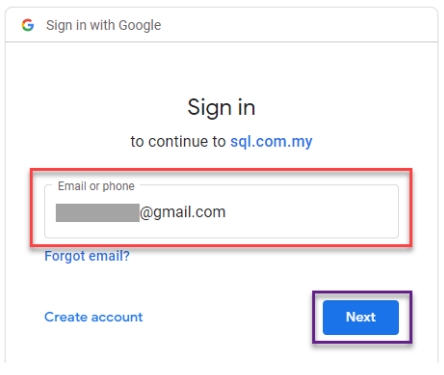 Sign in with Google
Sign in
to continue to sql.com.my
Email or phone
@gmail.com
Forgot email?
Create account
Next